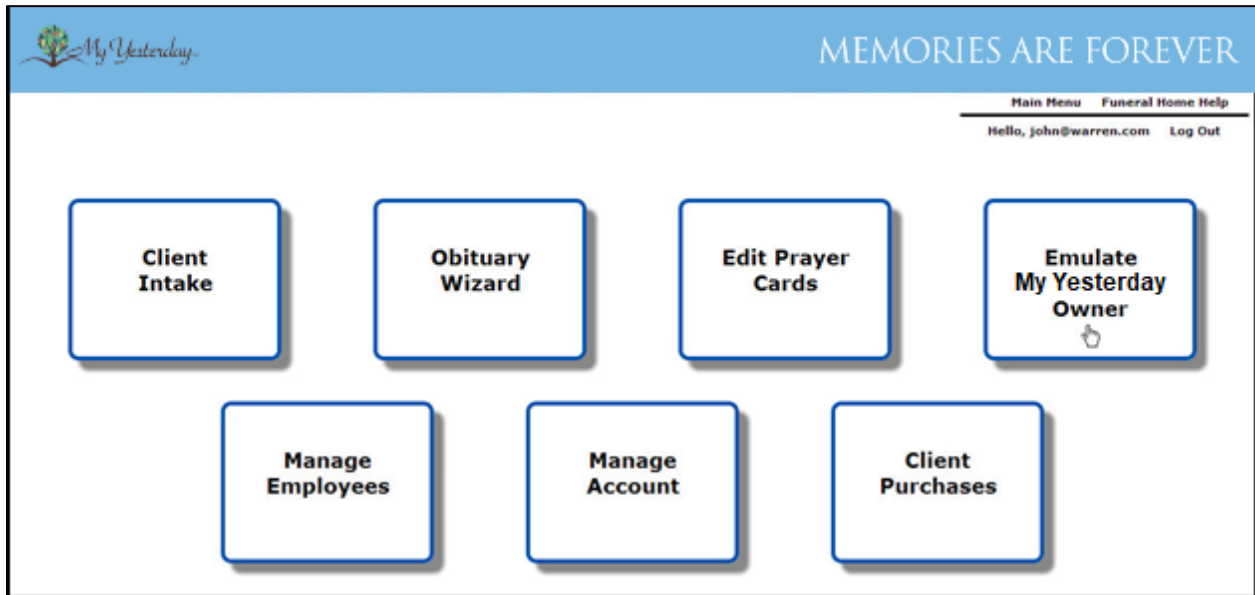 My Yesterday
MEMORIES ARE FOREVER
Main Menu Funeral Home Help
Hello, john@warren.com Log Out
Client
Intake
Obituary
Wizard
Edit Prayer
Cards
Emulate
My Yesterday
Owner
Manage
Employees
Manage
Account
Client
Purchases